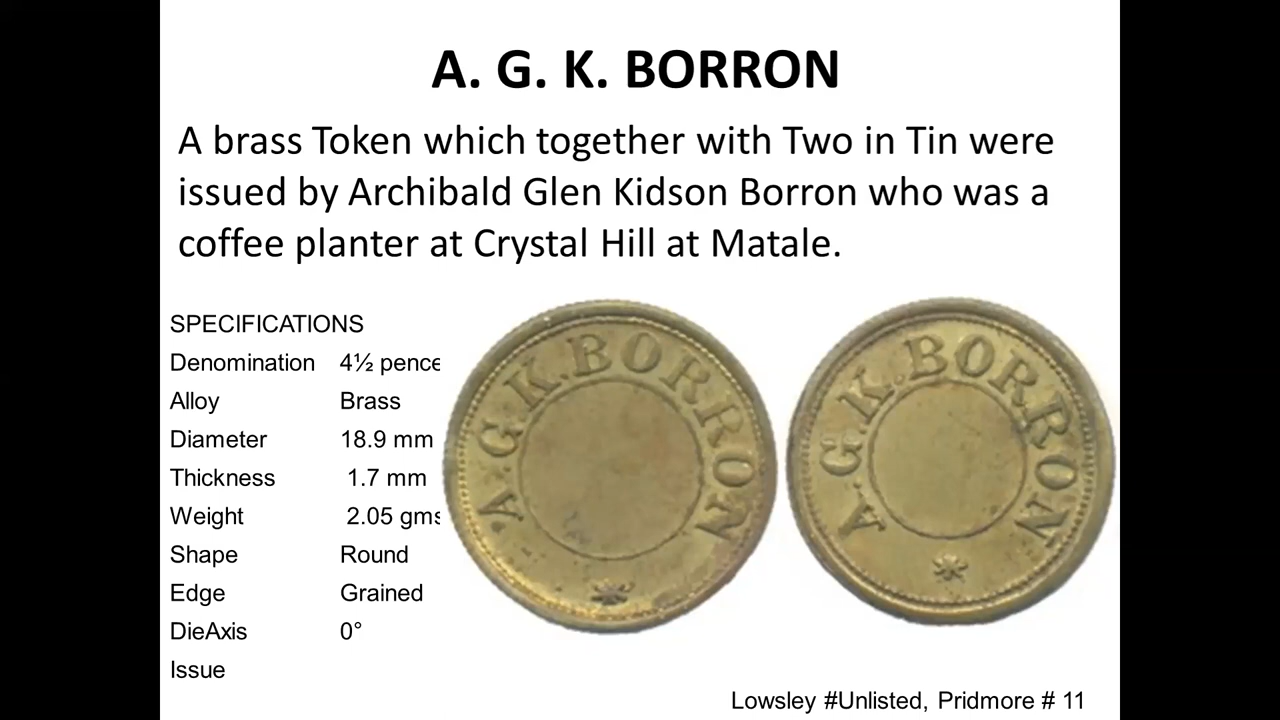 A. G. K. BORRON
A brass Token which together with Two in Tin were
issued by Archibald Glen Kidson Borron who was a
coffee planter at Crystal Hill at Matale.
SPECIFICATIONS
Denomination 4½ pence
Alloy Brass
Diameter 18.9 mm
Thickness 1.7 mm
Weight 2.05 gms
Shape Round
Edge Grained
DieAxis 0°
Issue
A.G.K.BORRON
A.G.K.BORRON
Lowsley #Unlisted, Pridmore # 11